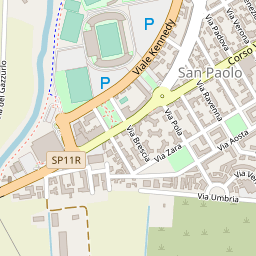 P
Viale Kennedy
Via Padova
Via Verona
Corso V
San Paolo
P
Via Ravenna
Via Pola
Via Aosta
Via Brescia
Via Zara
SP11R
P
Via Umbria